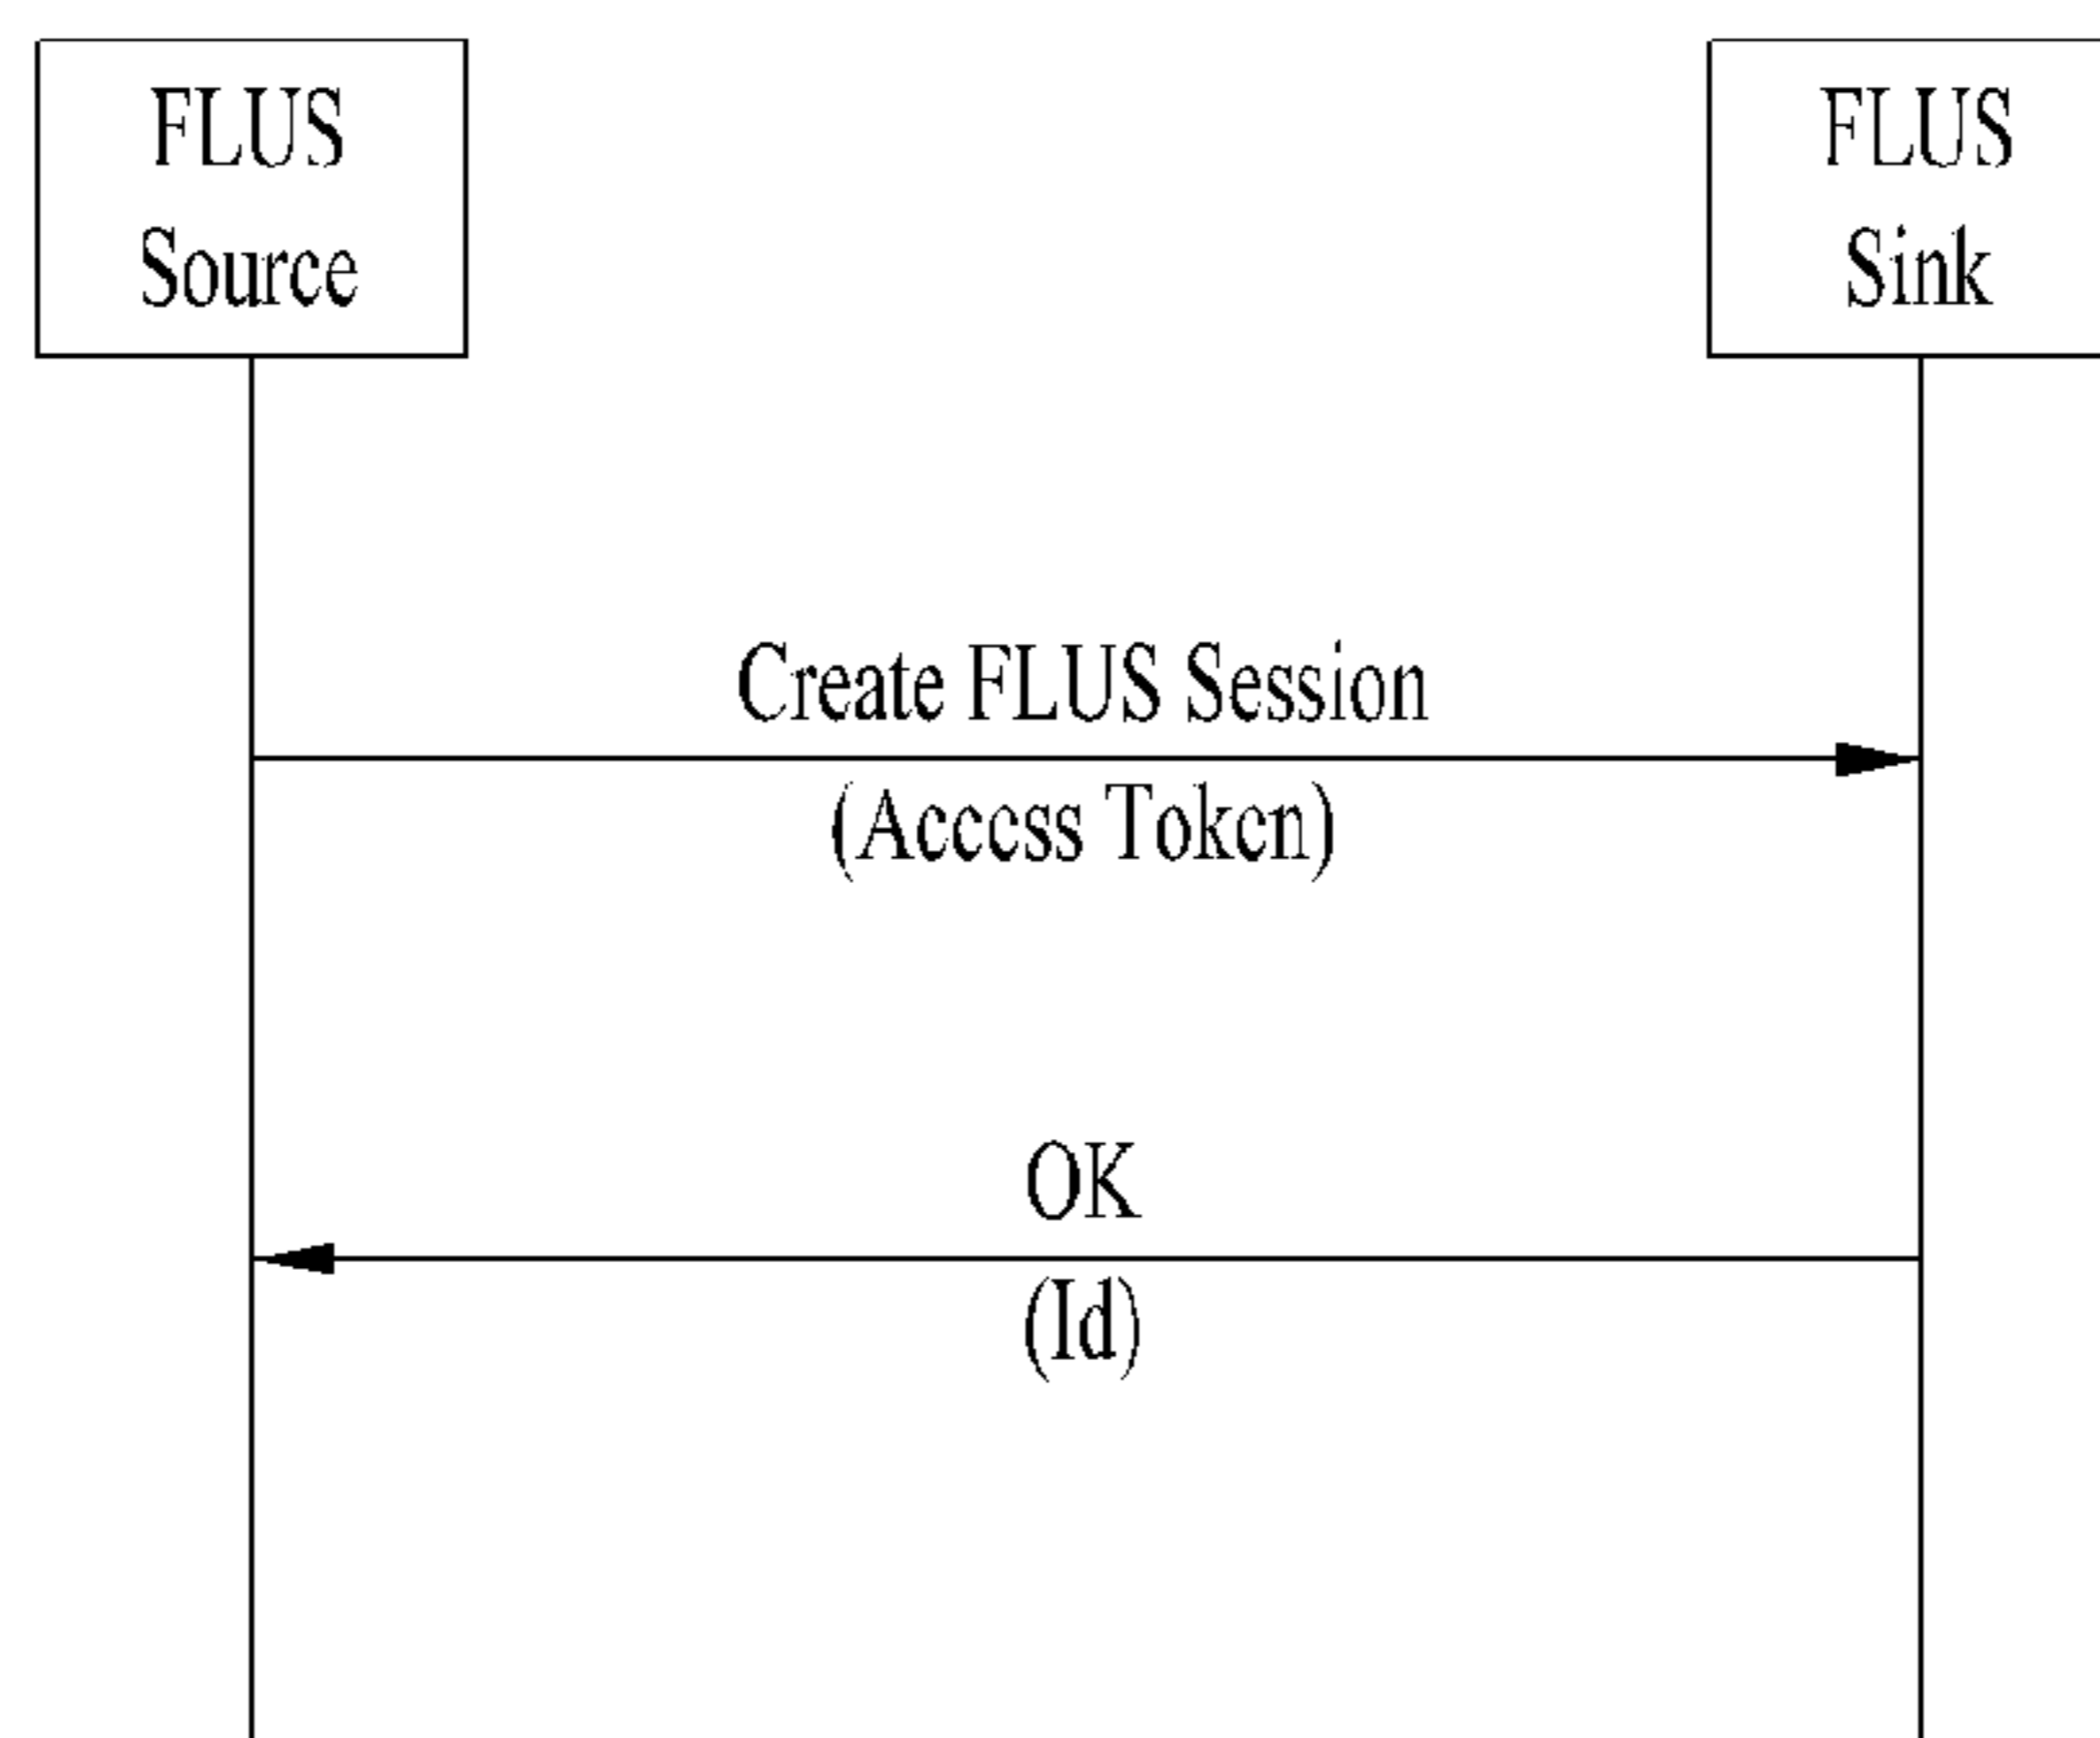 FLUS
Source
FLUS
Sink
Create FLUS Session
(Access Token)
OK
(Id)